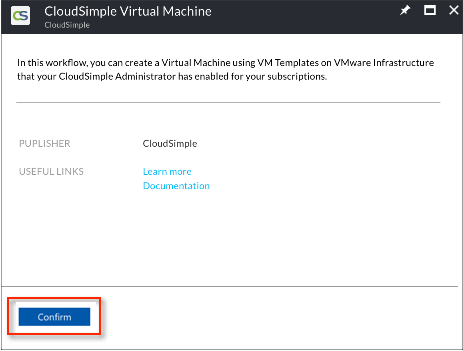 CS
CloudSimple Virtual Machine
CloudSimple
In this workflow, you can create a Virtual Machine using VM Templates on VMware Infrastructure
that your CloudSimple Administrator has enabled for your subscriptions.
PUPLISHER CloudSimple
USEFUL LINKS Learn more
Documentation
Confirm